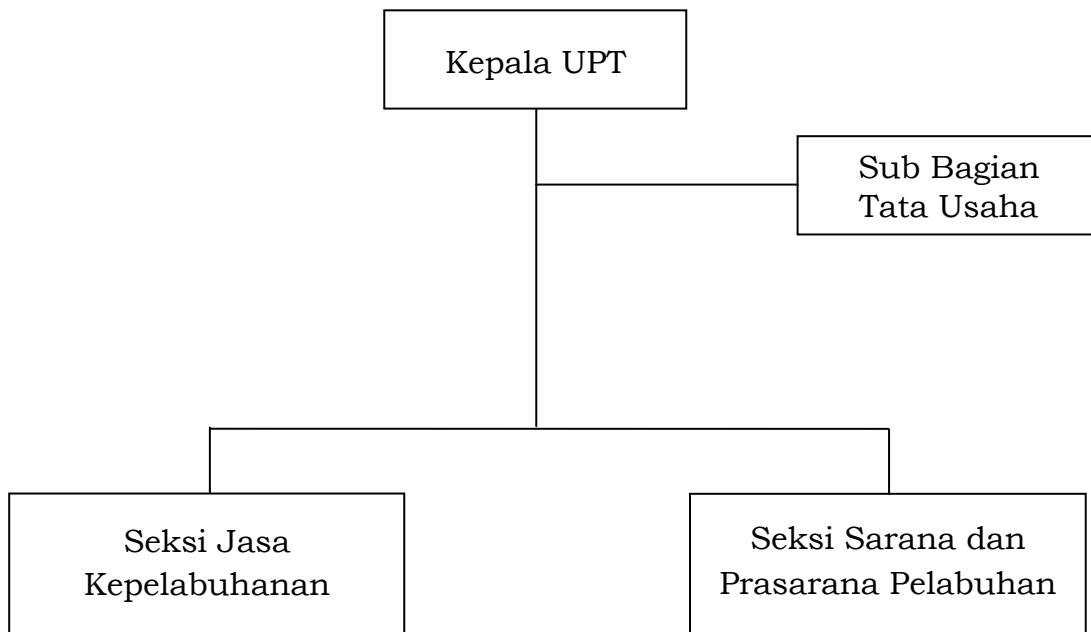 Kepala UPT
Sub Bagian
Tata Usaha
Seksi Jasa
Kepelabuhanan
Seksi Sarana dan
Prasarana Pelabuhan